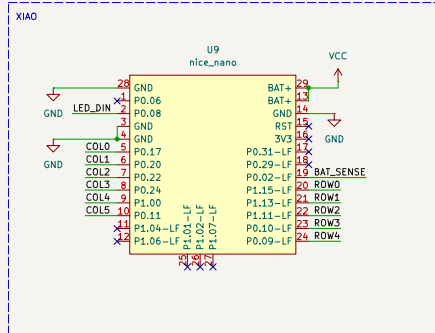 XIAO
U9
nice_nano
VCC
28 GND BAT+ 29
1 P0.06 BAT+ 13
GND LED_DIN 2 P0.08 GND 14
3 GND RST 15 GND
4 GND 3V3 16
GND COL0 5 P0.17 P0.31-LF 17
COL1 6 P0.20 P0.29-LF 18
COL2 7 P0.22 P0.02-LF 19 BAT_SENSE
COL3 8 P0.24 P1.15-LF 20 ROW0
COL4 9 P1.00 P1.13-LF 21 ROW1
COL5 10 P0.11 P1.11-LF 22 ROW2
11 P1.04-LF P0.10-LF 23 ROW3
12 P1.06-LF P0.09-LF 24 ROW4
P1.01-LF P1.02-LF P1.07-LF
25 26 27